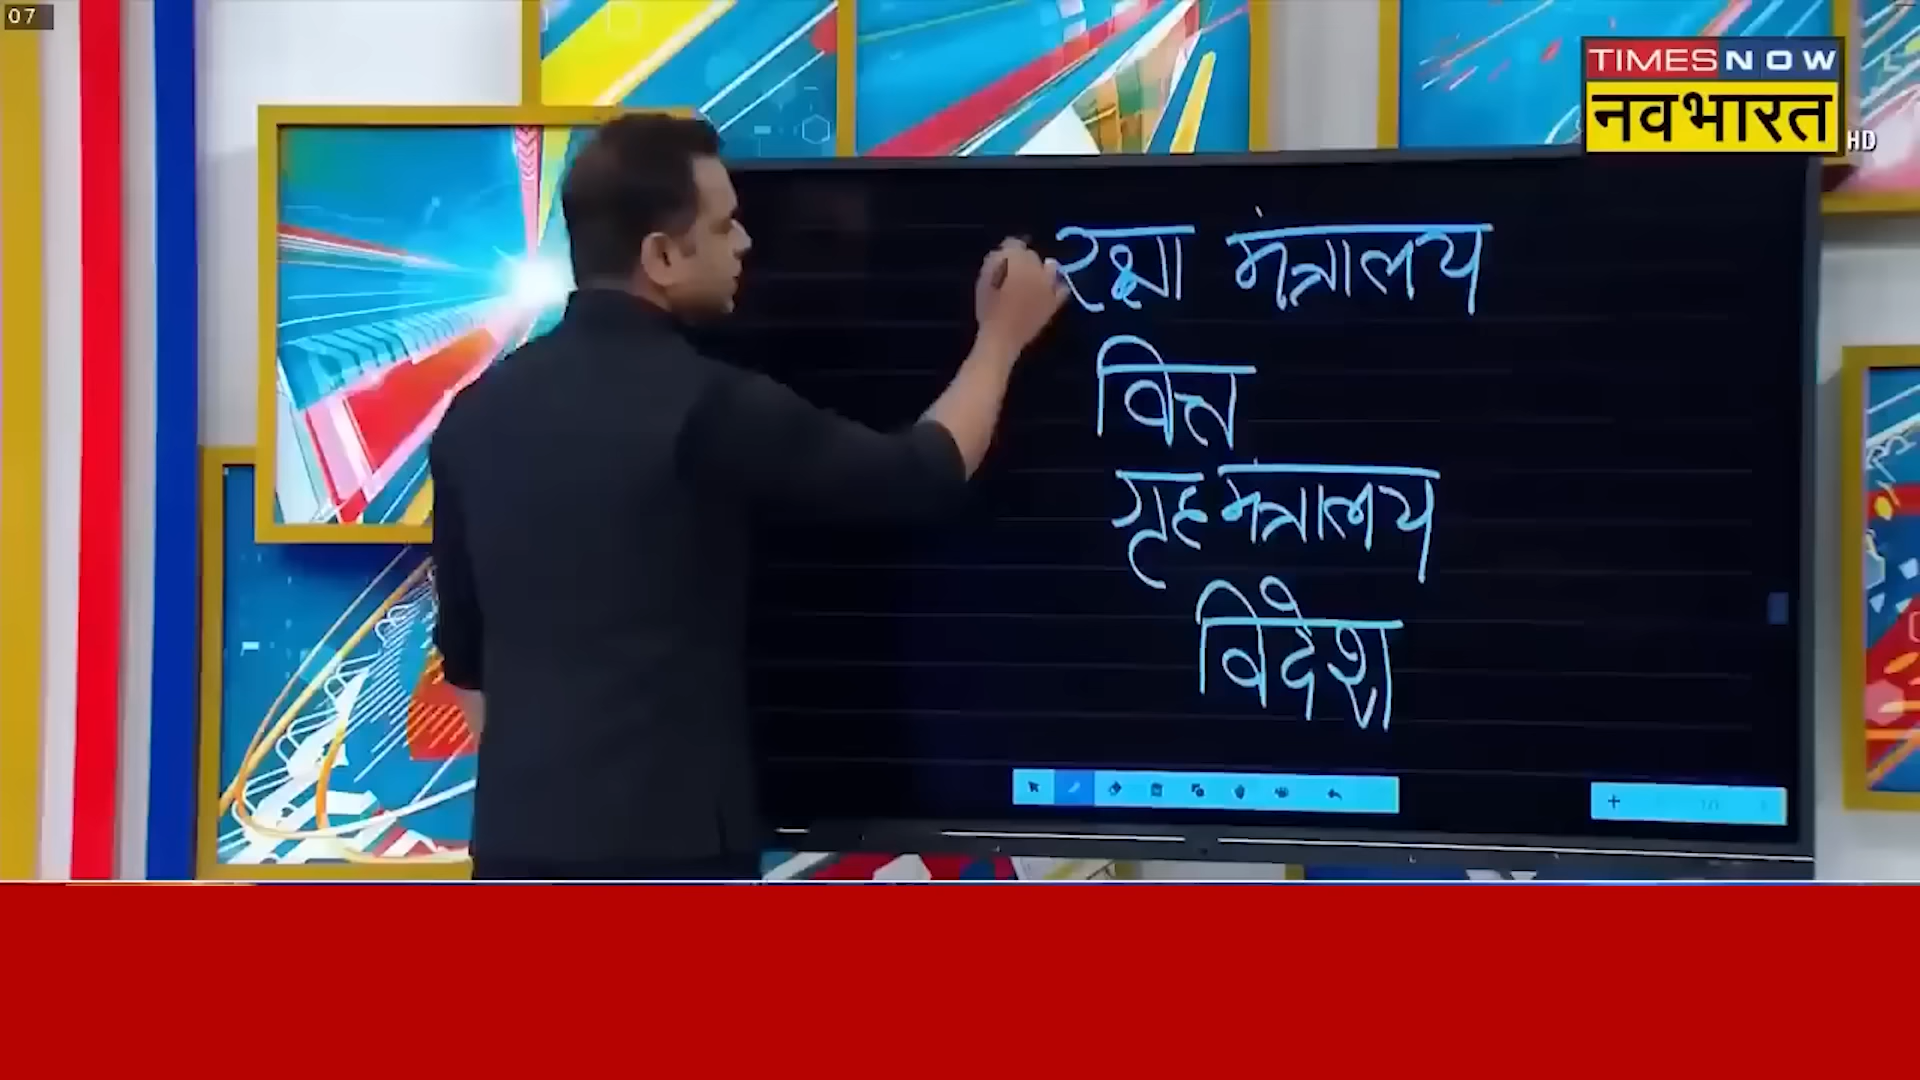 07
TIMES NOW
नवभारत
HD
रक्षा मंत्रालय
वित्त
गृह मंत्रालय
विदेश